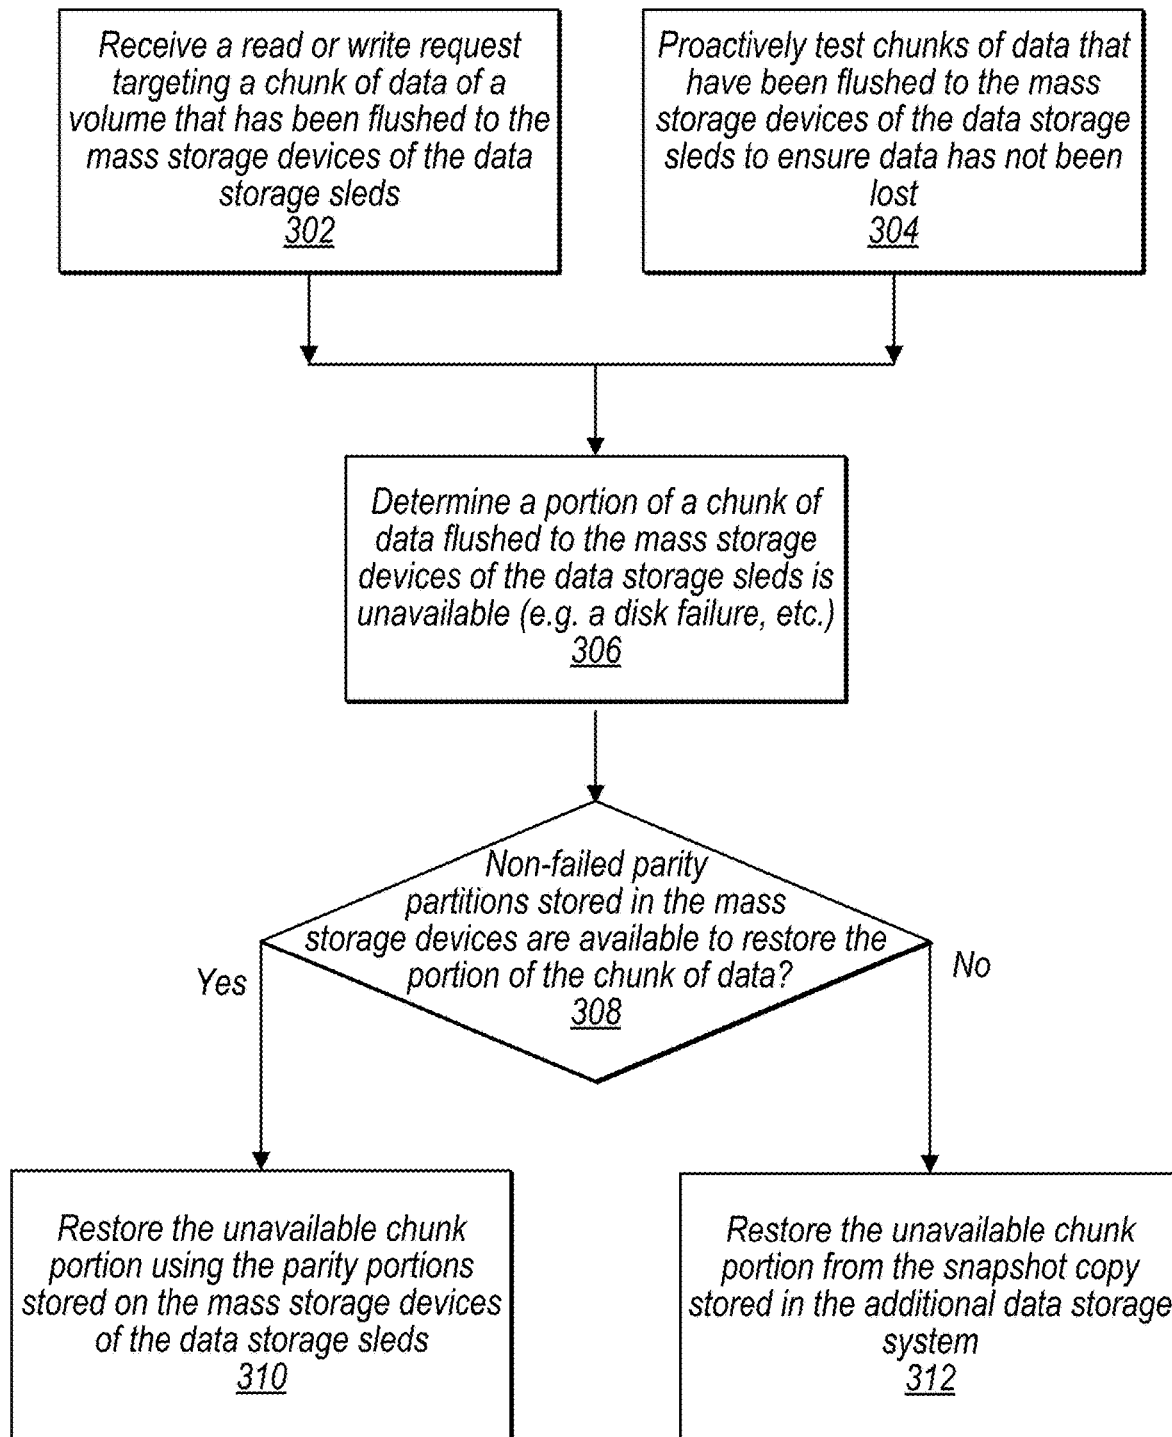 Receive a read or write request
targeting a chunk of data of a
volume that has been flushed to the
mass storage devices of the data
storage sleds
302
Proactively test chunks of data that
have been flushed to the mass
storage devices of the data storage
sleds to ensure data has not been
lost
304
Determine a portion of a chunk of
data flushed to the mass storage
devices of the data storage sleds is
unavailable (e.g. a disk failure, etc.)
306
Non-failed parity
partitions stored in the mass
storage devices are available to restore the
portion of the chunk of data?
308
Yes
No
Restore the unavailable chunk
portion using the parity portions
stored on the mass storage devices
of the data storage sleds
310
Restore the unavailable chunk
portion from the snapshot copy
stored in the additional data storage
system
312